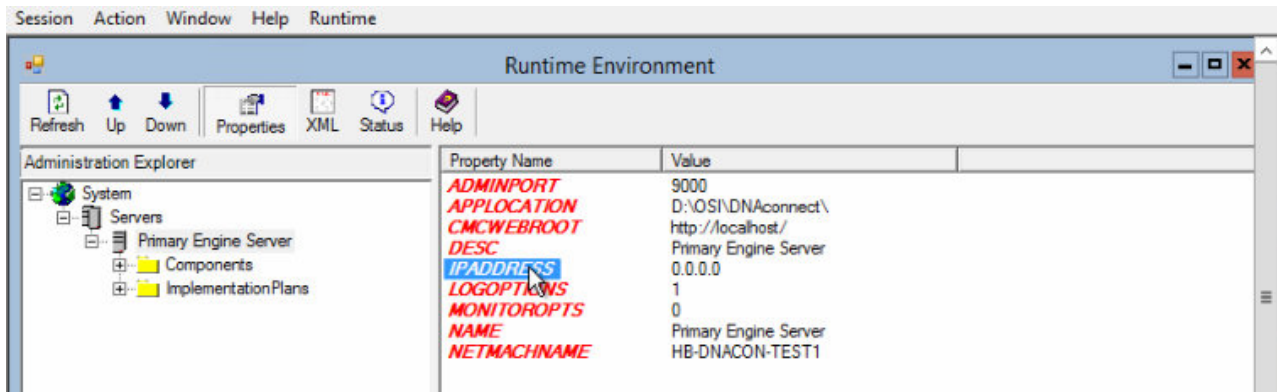 Session Action Window Help Runtime
Runtime Environment
Refresh Up Down Properties XML Status Help
Administration Explorer
System
Servers
Primary Engine Server
Components
ImplementationPlans
Property Name Value
ADMINPORT 9000
APPLOCATION D:\OSI\DNAconnect\
CMCWEBROOT http://localhost/
DESC Primary Engine Server
IPADDRESS 0.0.0.0
LOGOPTIONS 1
MONITOROPTS 0
NAME Primary Engine Server
NETMACHNAME HB-DNACON-TEST1